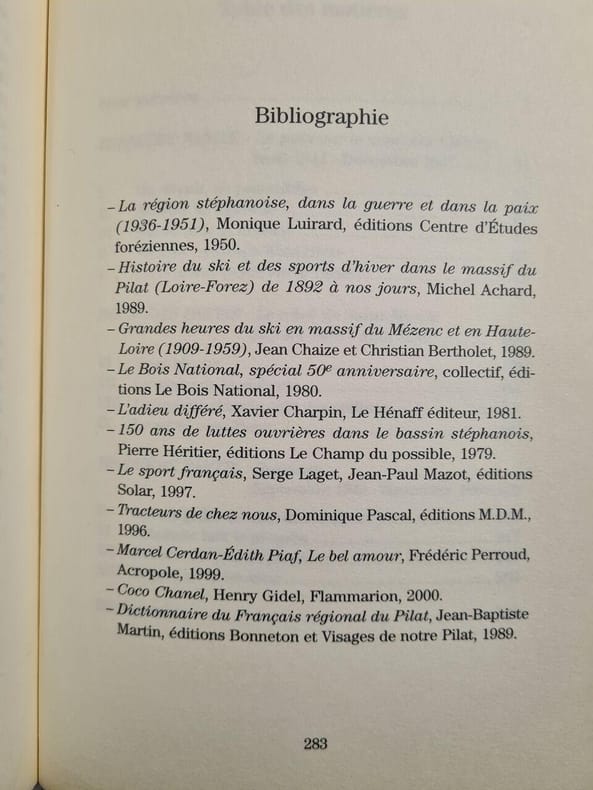 Bibliographie
– La région stéphanoise, dans la guerre et dans la paix
(1936-1951), Monique Luirard, éditions Centre d'Études
foréziennes, 1950.
– Histoire du ski et des sports d'hiver dans le massif du
Pilat (Loire-Forez) de 1892 à nos jours, Michel Achard,
1989.
– Grandes heures du ski en massif du Mézenc et en Haute-
Loire (1909-1959), Jean Chaize et Christian Bertholet, 1989.
– Le Bois National, spécial 50e anniversaire, collectif, édi-
tions Le Bois National, 1980.
– L'adieu différé, Xavier Charpin, Le Hénaff éditeur, 1981.
– 150 ans de luttes ouvrières dans le bassin stéphanois,
Pierre Héritier, éditions Le Champ du possible, 1979.
– Le sport français, Serge Laget, Jean-Paul Mazot, éditions
Solar, 1997.
– Tracteurs de chez nous, Dominique Pascal, éditions M.D.M.,
1996.
– Marcel Cerdan-Édith Piaf, Le bel amour, Frédéric Perroud,
Acropole, 1999.
– Coco Chanel, Henry Gidel, Flammarion, 2000.
– Dictionnaire du Français régional du Pilat, Jean-Baptiste
Martin, éditions Bonneton et Visages de notre Pilat, 1989.
283